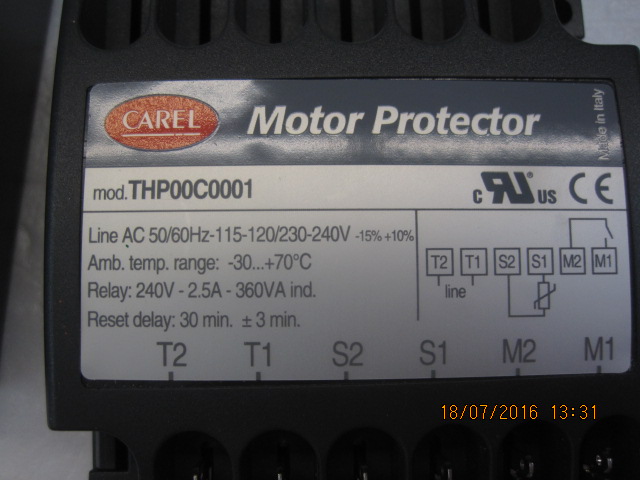 CAREL
Motor Protector
Made in Italy
mod.THP00C0001
c RU US CE
Line AC 50/60Hz-115-120/230-240V -15% +10%
Amb. temp. range: -30...+70°C
Relay: 240V - 2.5A - 360VA ind.
Reset delay: 30 min. ± 3 min.
T2 T1 S2 S1 M2 M1
line
T2 T1 S2 S1 M2 M1
18/07/2016 13:31